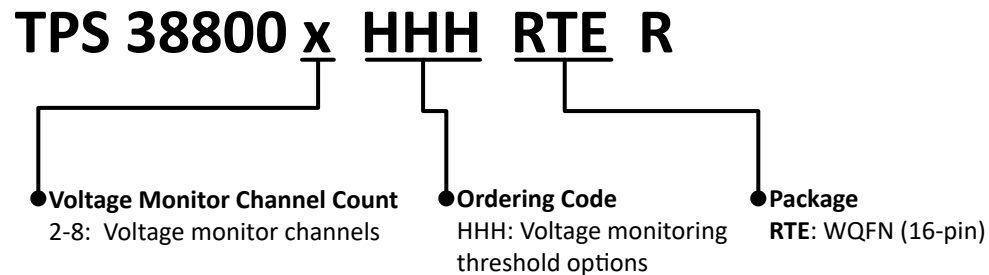 TPS 38800 x HHH RTE R
Voltage Monitor Channel Count
2-8: Voltage monitor channels
Ordering Code
HHH: Voltage monitoring
threshold options
Package
RTE: WQFN (16-pin)